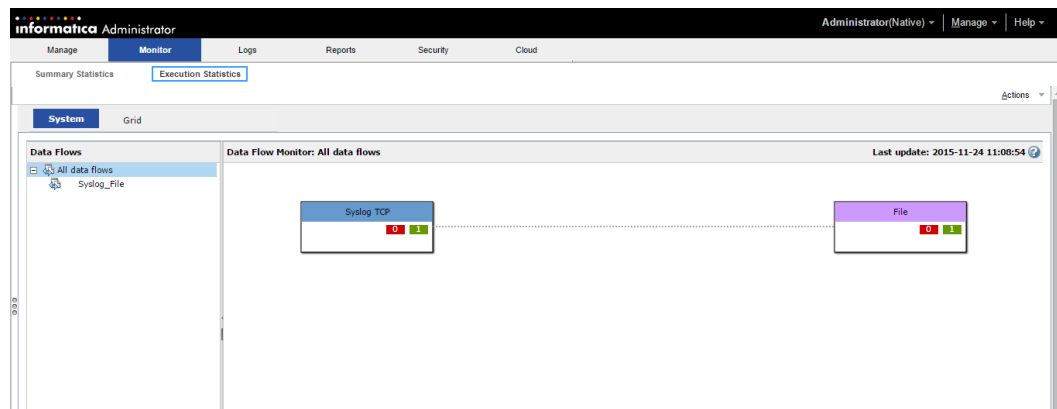 informatica Administrator Administrator(Native) Manage Help
Manage Monitor Logs Reports Security Cloud
Summary Statistics Execution Statistics
Actions
System Grid
Data Flows Data Flow Monitor: All data flows Last update: 2015-11-24 11:08:54
All data flows
Syslog_File
Syslog TCP File
0 1 0 1